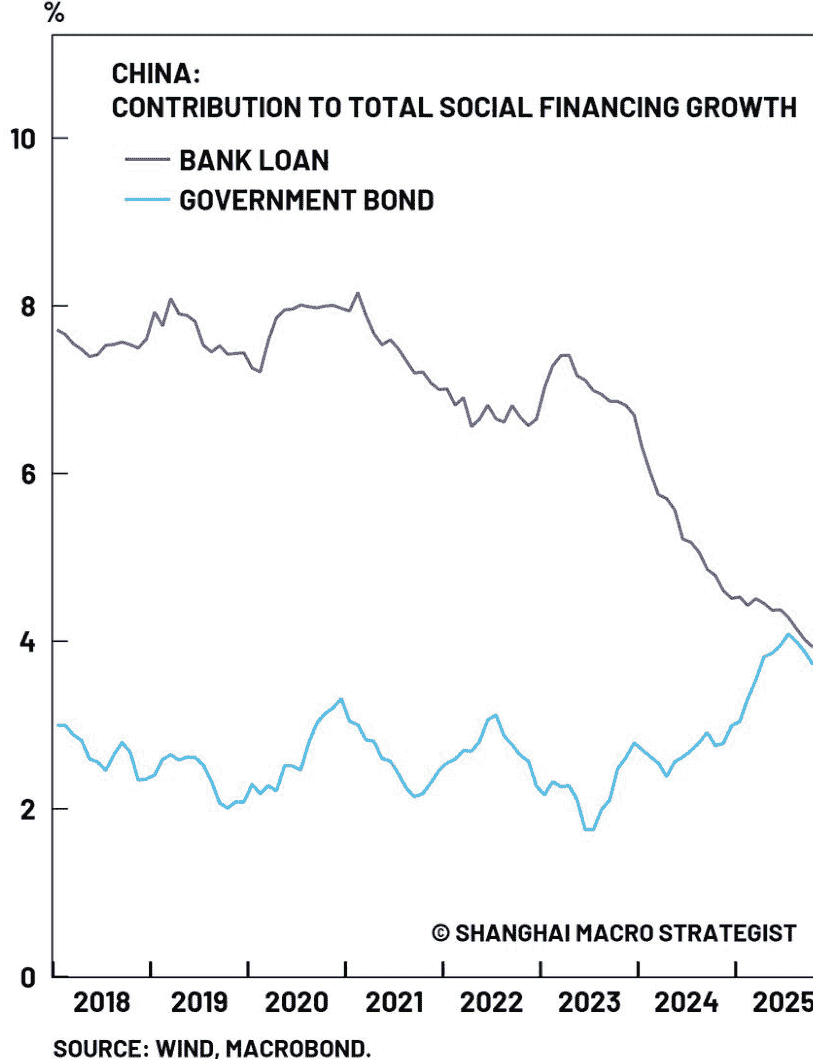 %
CHINA:
CONTRIBUTION TO TOTAL SOCIAL FINANCING GROWTH
BANK LOAN
GOVERNMENT BOND
10
8
6
4
2
0
© SHANGHAI MACRO STRATEGIST
2018 2019 2020 2021 2022 2023 2024 2025
SOURCE: WIND, MACROBOND.